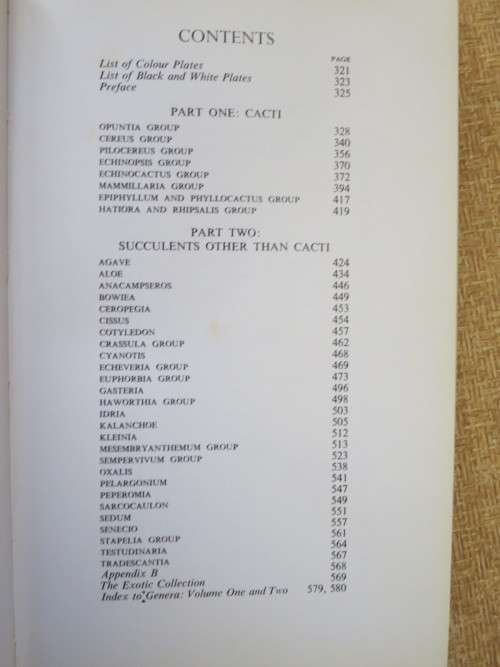 CONTENTS
PAGE
List of Colour Plates 321
List of Black and White Plates 323
Preface 325
PART ONE: CACTI
OPUNTIA GROUP 328
CEREUS GROUP 340
PILOCEREUS GROUP 356
ECHINOPSIS GROUP 370
ECHINOCACTUS GROUP 372
MAMMILLARIA GROUP 394
EPIPHYLLUM AND PHYLLOCACTUS GROUP 417
HATIORA AND RHIPSALIS GROUP 419
PART TWO:
SUCCULENTS OTHER THAN CACTI
AGAVE 424
ALOE 434
ANACAMPSEROS 446
BOWIEA 449
CEROPEGIA 453
CISSUS 454
COTYLEDON 457
CRASSULA GROUP 462
CYANOTIS 468
ECHEVERIA GROUP 469
EUPHORBIA GROUP 473
GASTERIA 496
HAWORTHIA GROUP 498
IDRIA 503
KALANCHOE 505
KLEINIA 512
MESEMBRYANTHEMUM GROUP 513
SEMPERVIVUM GROUP 523
OXALIS 538
PELARGONIUM 541
PEPEROMIA 547
SARCOCAULON 549
SEDUM 551
SENECIO 557
STAPELIA GROUP 561
TESTUDINARIA 564
TRADESCANTIA 567
Appendix B 568
The Exotic Collection 569
Index to Genera: Volume One and Two 579, 580